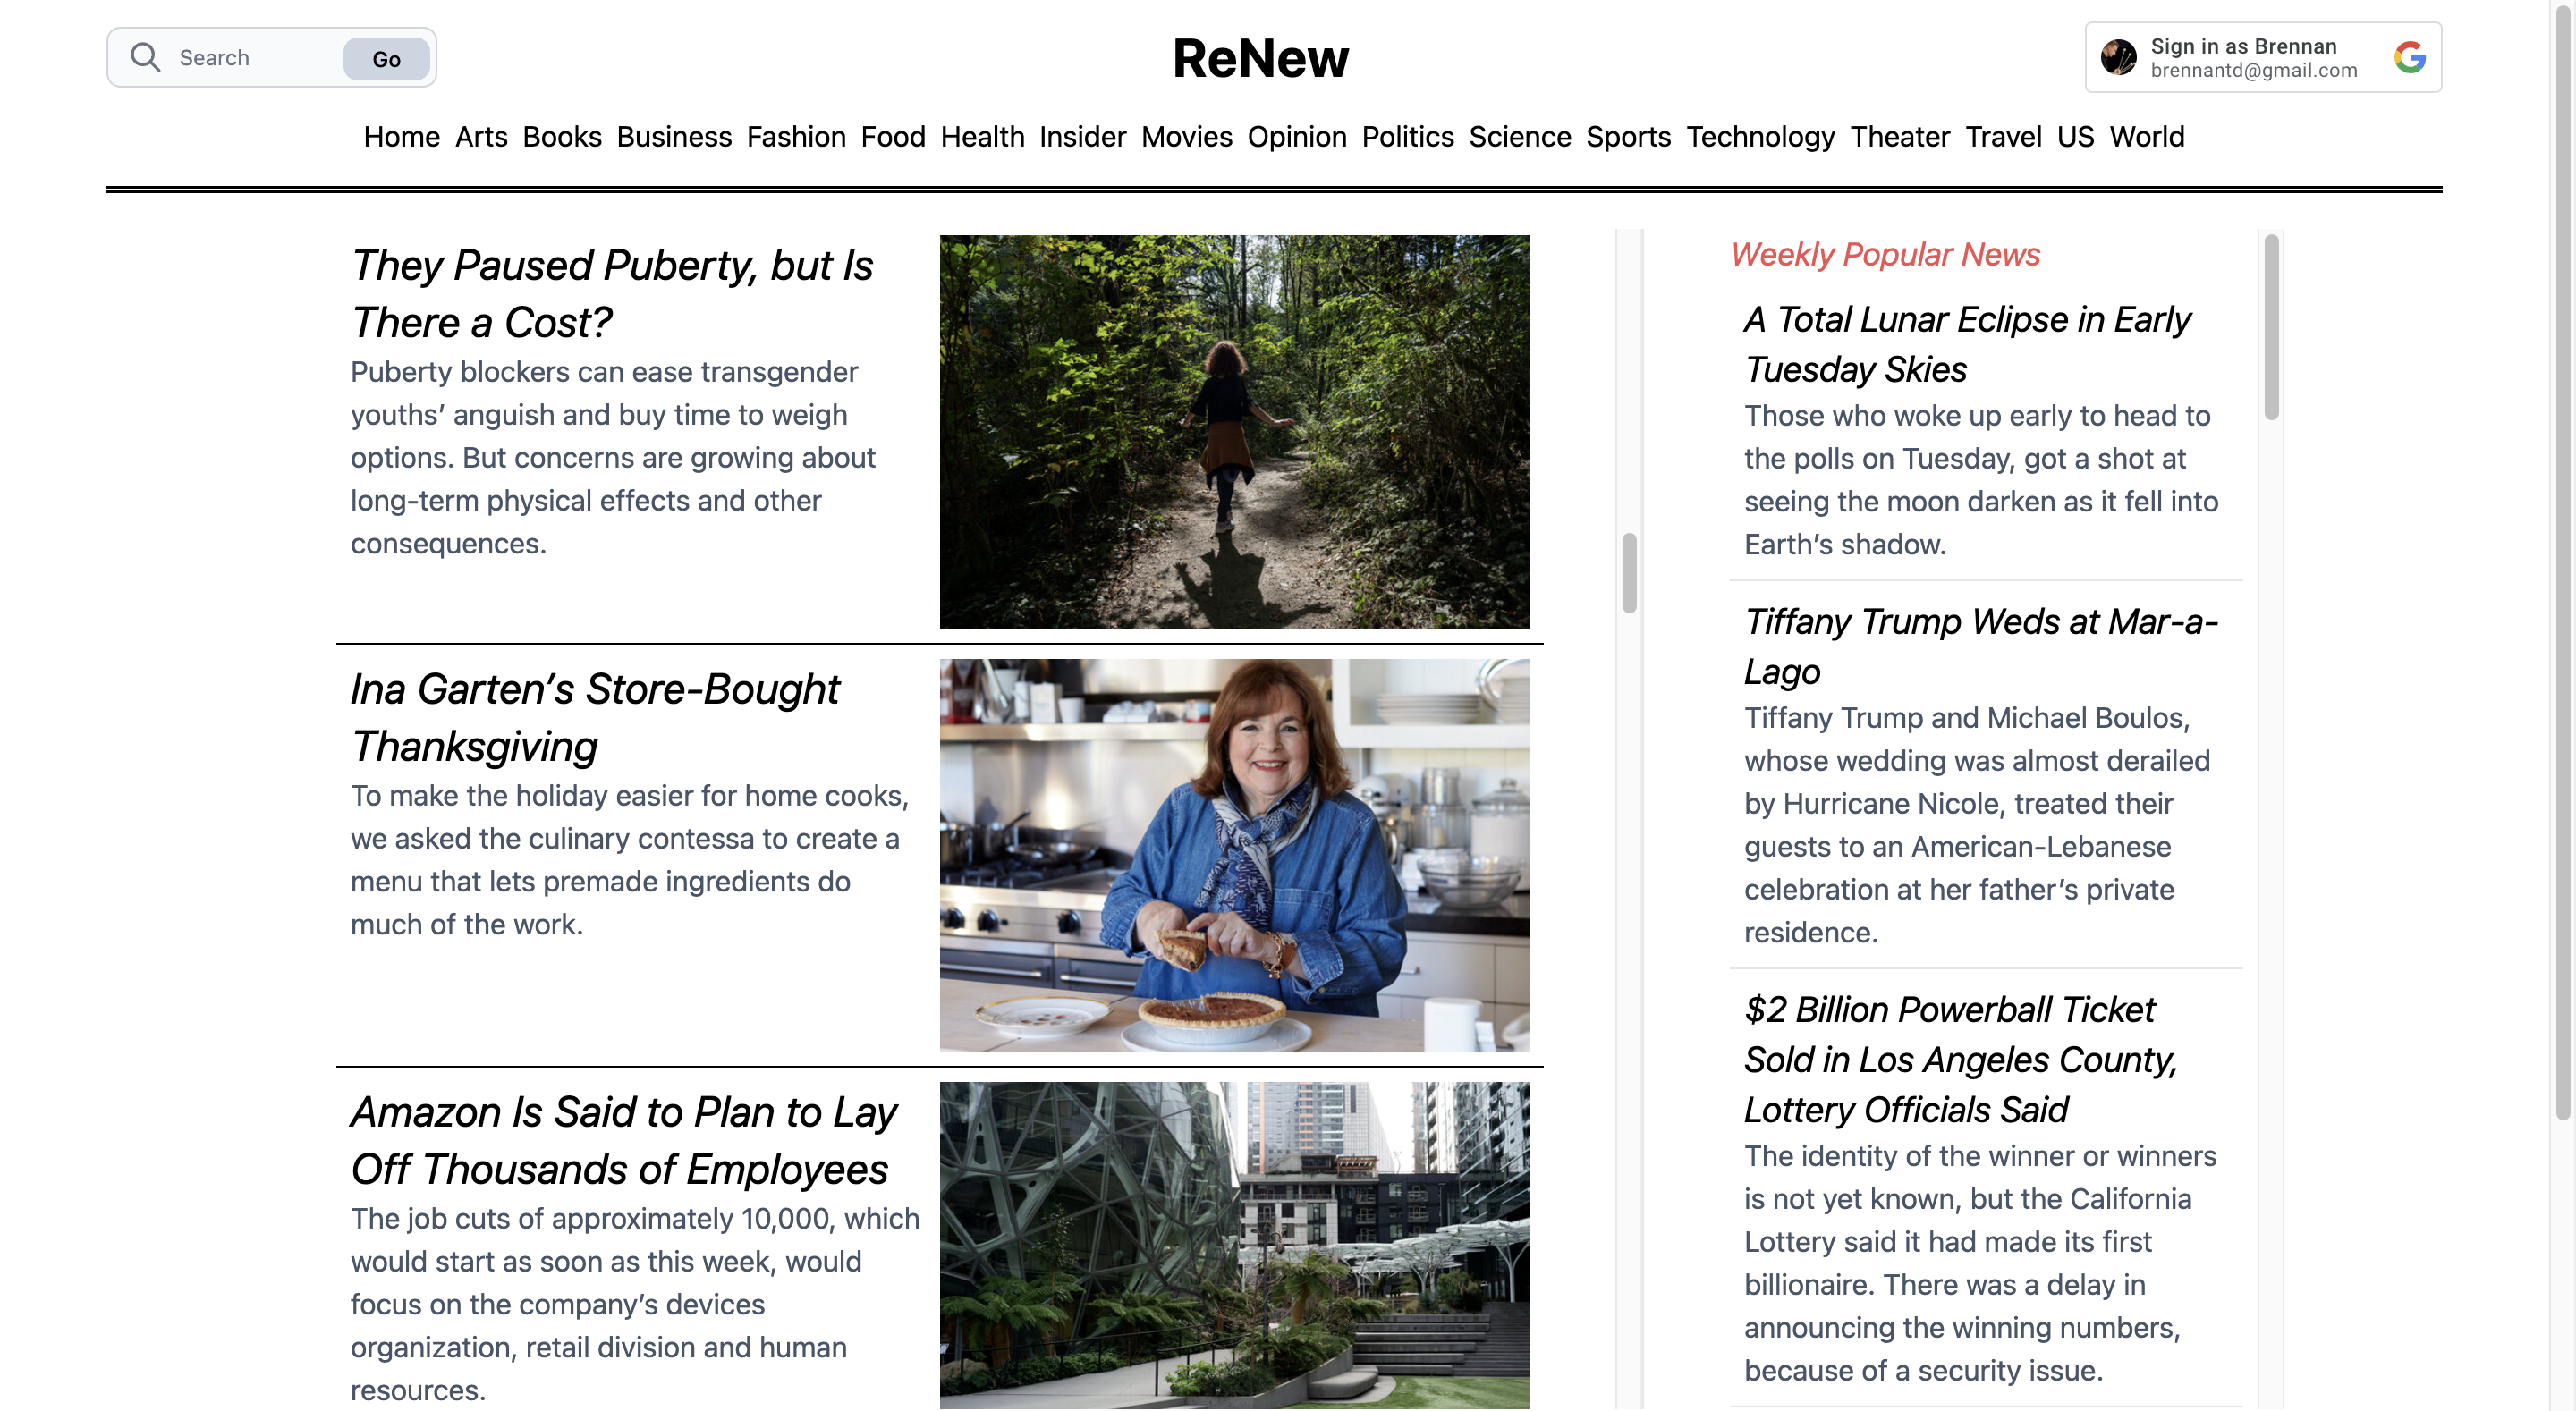 Search
Go
ReNew
Sign in as Brennan
brennantd@gmail.com
Home Arts Books Business Fashion Food Health Insider Movies Opinion Politics Science Sports Technology Theater Travel US World
They Paused Puberty, but Is
There a Cost?
Puberty blockers can ease transgender
youths’ anguish and buy time to weigh
options. But concerns are growing about
long-term physical effects and other
consequences.
Ina Garten’s Store-Bought
Thanksgiving
To make the holiday easier for home cooks,
we asked the culinary contessa to create a
menu that lets premade ingredients do
much of the work.
Amazon Is Said to Plan to Lay
Off Thousands of Employees
The job cuts of approximately 10,000, which
would start as soon as this week, would
focus on the company’s devices
organization, retail division and human
resources.
Weekly Popular News
A Total Lunar Eclipse in Early
Tuesday Skies
Those who woke up early to head to
the polls on Tuesday, got a shot at
seeing the moon darken as it fell into
Earth’s shadow.
Tiffany Trump Weds at Mar-a-
Lago
Tiffany Trump and Michael Boulos,
whose wedding was almost derailed
by Hurricane Nicole, treated their
guests to an American-Lebanese
celebration at her father’s private
residence.
$2 Billion Powerball Ticket
Sold in Los Angeles County,
Lottery Officials Said
The identity of the winner or winners
is not yet known, but the California
Lottery said it had made its first
billionaire. There was a delay in
announcing the winning numbers,
because of a security issue.